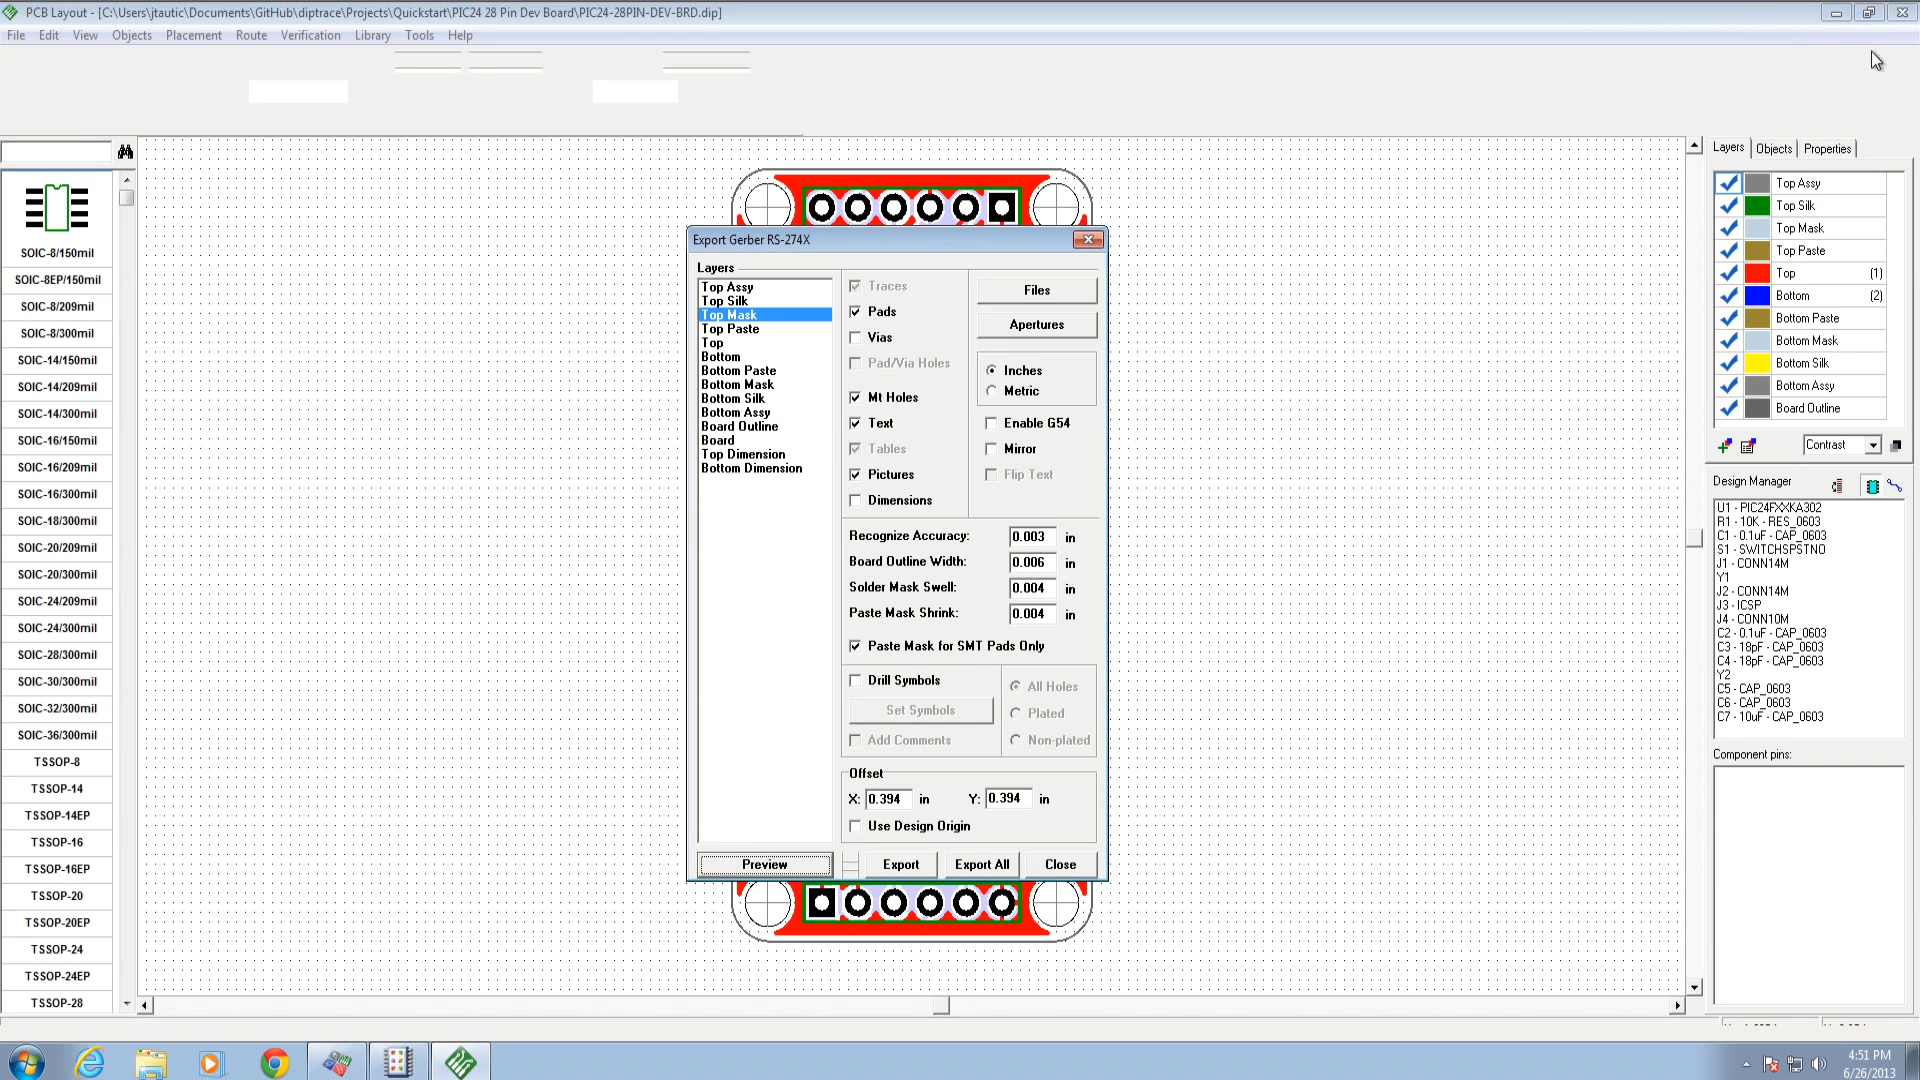 PCB Layout - [C:\Users\jtautic\Documents\GitHub\diptrace\Projects\Quickstart\PIC24 28 Pin Dev Board\PIC24-28PIN-DEV-BRD.dip]
File Edit View Objects Placement Route Verification Library Tools Help
SOIC-8/150mil
SOIC-8EP/150mil
SOIC-8/209mil
SOIC-8/300mil
SOIC-14/150mil
SOIC-14/209mil
SOIC-14/300mil
SOIC-16/150mil
SOIC-16/209mil
SOIC-16/300mil
SOIC-18/300mil
SOIC-20/209mil
SOIC-20/300mil
SOIC-24/209mil
SOIC-24/300mil
SOIC-28/300mil
SOIC-30/300mil
SOIC-32/300mil
SOIC-36/300mil
TSSOP-8
TSSOP-14
TSSOP-14EP
TSSOP-16
TSSOP-16EP
TSSOP-20
TSSOP-20EP
TSSOP-24
TSSOP-24EP
TSSOP-28
Export Gerber RS-274X
Layers
Top Assy
Top Silk
Top Mask
Top Paste
Top
Bottom
Bottom Paste
Bottom Mask
Bottom Silk
Bottom Assy
Board Outline
Board
Top Dimension
Bottom Dimension
Traces
Pads
Vias
Pad/Via Holes
Mt Holes
Text
Tables
Pictures
Dimensions
Files
Apertures
Inches
Metric
Enable G54
Mirror
Flip Text
Recognize Accuracy: 0.003 in
Board Outline Width: 0.006 in
Solder Mask Swell: 0.004 in
Paste Mask Shrink: 0.004 in
Paste Mask for SMT Pads Only
Drill Symbols
Set Symbols
Add Comments
All Holes
Plated
Non-plated
Offset
X: 0.394 in Y: 0.394 in
Use Design Origin
Preview Export Export All Close
Layers Objects Properties
Top Assy
Top Silk
Top Mask
Top Paste
Top (1)
Bottom (2)
Bottom Paste
Bottom Mask
Bottom Silk
Bottom Assy
Board Outline
Contrast
Design Manager
U1 - PIC24FXXKA302
R1 - 10K - RES_0603
C1 - 0.1uF - CAP_0603
S1 - SWITCHSPSTNO
J1 - CONN14M
Y1
J2 - CONN14M
J3 - ICSP
J4 - CONN10M
C2 - 0.1uF - CAP_0603
C3 - 18pF - CAP_0603
C4 - 18pF - CAP_0603
Y2
C5 - CAP_0603
C6 - CAP_0603
C7 - 10uF - CAP_0603
Component pins:
4:51 PM
6/26/2013